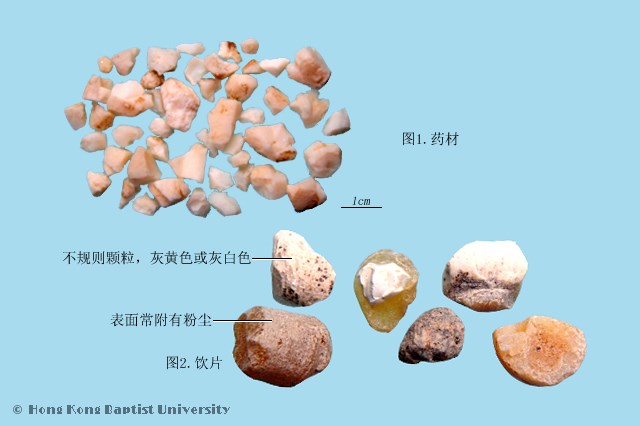 图1.药材
1cm
不规则颗粒，灰黄色或灰白色
表面常附有粉尘
图2.饮片
© Hong Kong Baptist University